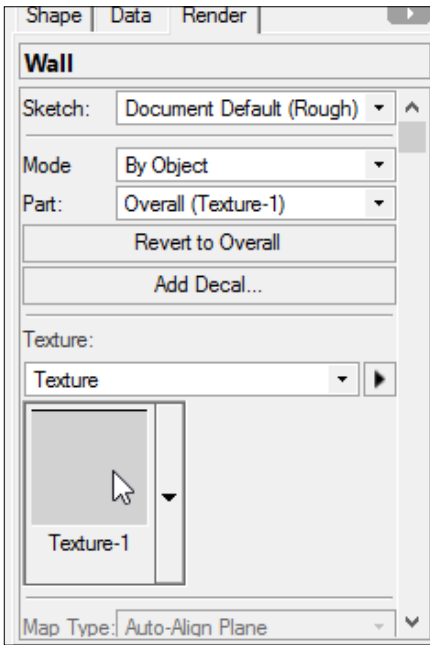 Shape Data Render
Wall
Sketch: Document Default (Rough)
Mode By Object
Part: Overall (Texture-1)
Revert to Overall
Add Decal...
Texture:
Texture
Texture-1
Map Type: Auto-Align Plane